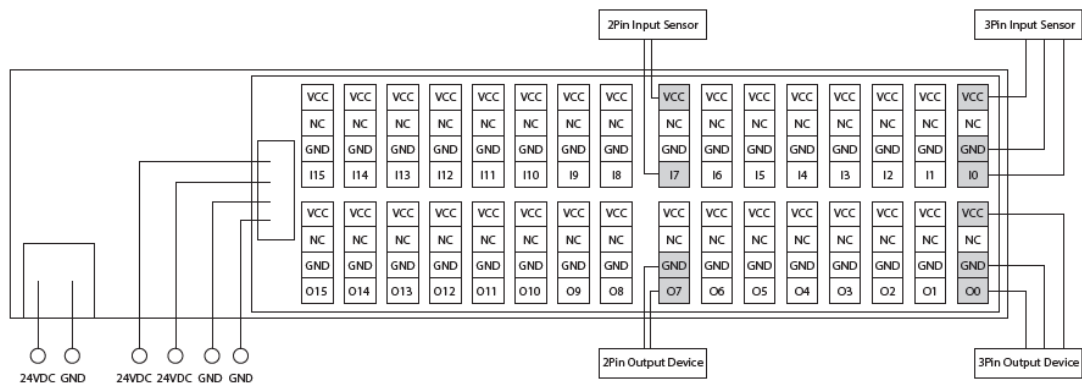 2Pin Input Sensor 3Pin Input Sensor
VCC VCC VCC VCC VCC VCC VCC VCC VCC VCC VCC VCC VCC VCC VCC VCC
NC NC NC NC NC NC NC NC NC NC NC NC NC NC NC NC
GND GND GND GND GND GND GND GND GND GND GND GND GND GND GND GND
I15 I14 I13 I12 I11 I10 I9 I8 I7 I6 I5 I4 I3 I2 I1 I0
VCC VCC VCC VCC VCC VCC VCC VCC VCC VCC VCC VCC VCC VCC VCC VCC
NC NC NC NC NC NC NC NC NC NC NC NC NC NC NC NC
GND GND GND GND GND GND GND GND GND GND GND GND GND GND GND GND
O15 O14 O13 O12 O11 O10 O9 O8 O7 O6 O5 O4 O3 O2 O1 O0
2Pin Output Device 3Pin Output Device
24VDC GND 24VDC 24VDC GND GND